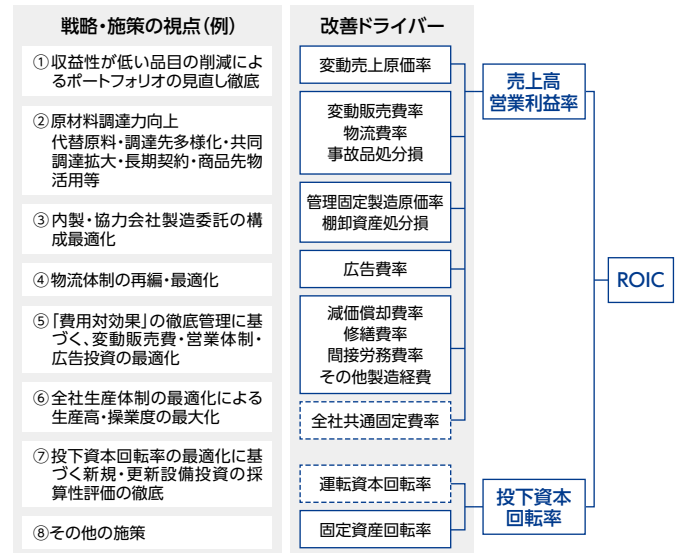 戦略・施策の視点(例)
①収益性が低い品目の削減によ
るポートフォリオの見直し徹底
②原材料調達力向上
代替原料・調達先多様化・共同
調達拡大・長期契約・商品先物
活用等
③内製・協力会社製造委託の構
成最適化
④物流体制の再編・最適化
⑤「費用対効果」の徹底管理に基
づく、変動販売費・営業体制・
広告投資の最適化
⑥全社生産体制の最適化による
生産高・操業度の最大化
⑦投下資本回転率の最適化に基
づく新規・更新設備投資の採
算性評価の徹底
⑧その他の施策
改善ドライバー
変動売上原価率
変動販売費率
物流費率
事故品処分損
管理固定製造原価率
棚卸資産処分損
広告費率
減価償却費率
修繕費率
間接労務費率
その他製造経費
全社共通固定費率
運転資本回転率
固定資産回転率
売上高
営業利益率
投下資本
回転率
ROIC